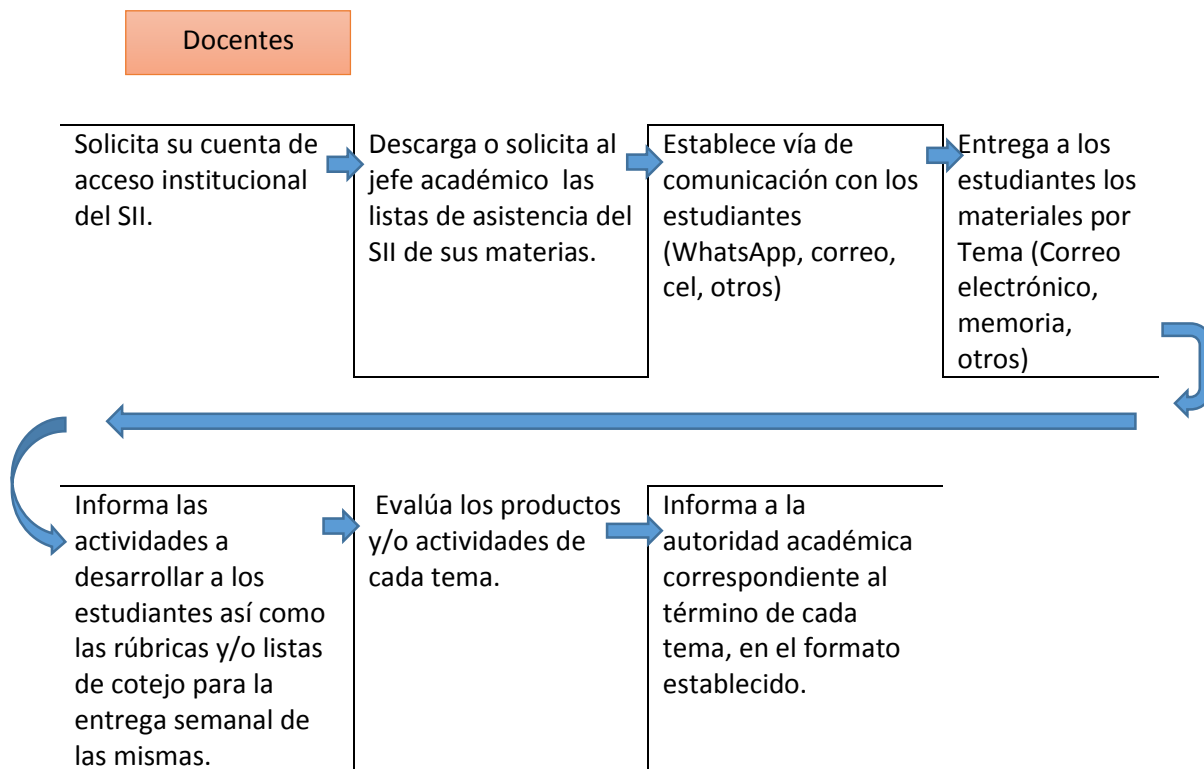 Docentes
Solicita su cuenta de
acceso institucional
del SII.
Descarga o solicita al
jefe académico  las
listas de asistencia del
SII de sus materias.
Establece vía de
comunicación con los
estudiantes
(WhatsApp, correo,
cel, otros)
Entrega a los
estudiantes los
materiales por
Tema (Correo
electrónico,
memoria,
otros)
Informa las
actividades a
desarrollar a los
estudiantes así como
las rúbricas y/o listas
de cotejo para la
entrega semanal de
las mismas.
Evalúa los productos
y/o actividades de
cada tema.
Informa a la
autoridad académica
correspondiente al
término de cada
tema, en el formato
establecido.